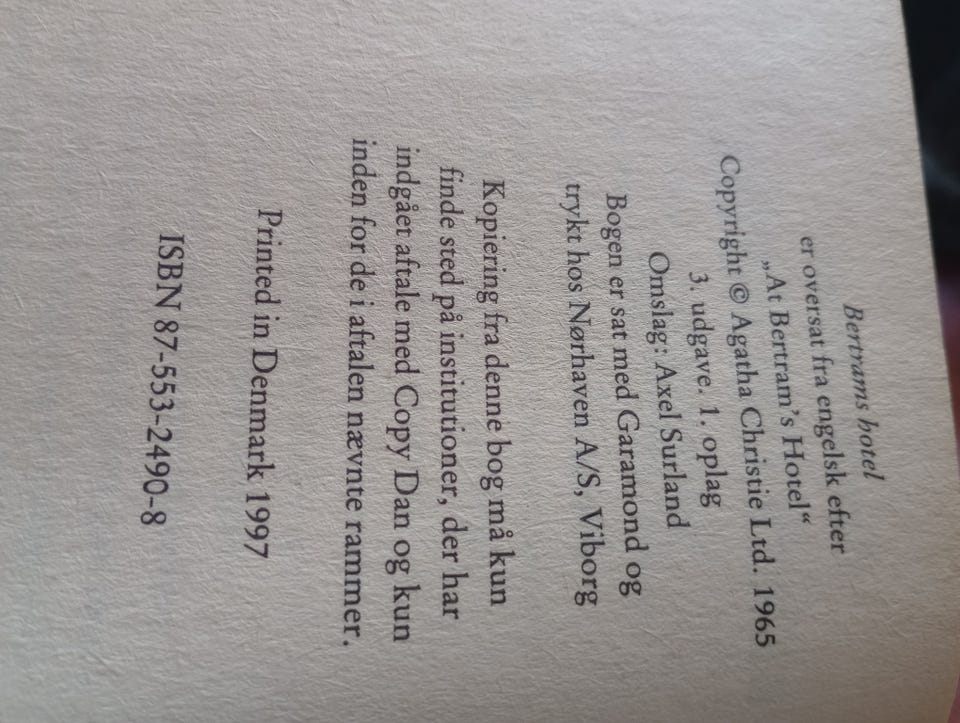 Bertrams hotel
er oversat fra engelsk efter
„At Bertram's Hotel“
Copyright © Agatha Christie Ltd. 1965
3. udgave. 1. oplag
Omslag: Axel Surland
Bogen er sat med Garamond og
trykt hos Nørhaven A/S, Viborg
Kopiering fra denne bog må kun
finde sted på institutioner, der har
indgået aftale med Copy Dan og kun
inden for de i aftalen nævnte rammer.
Printed in Denmark 1997
ISBN 87-553-2490-8